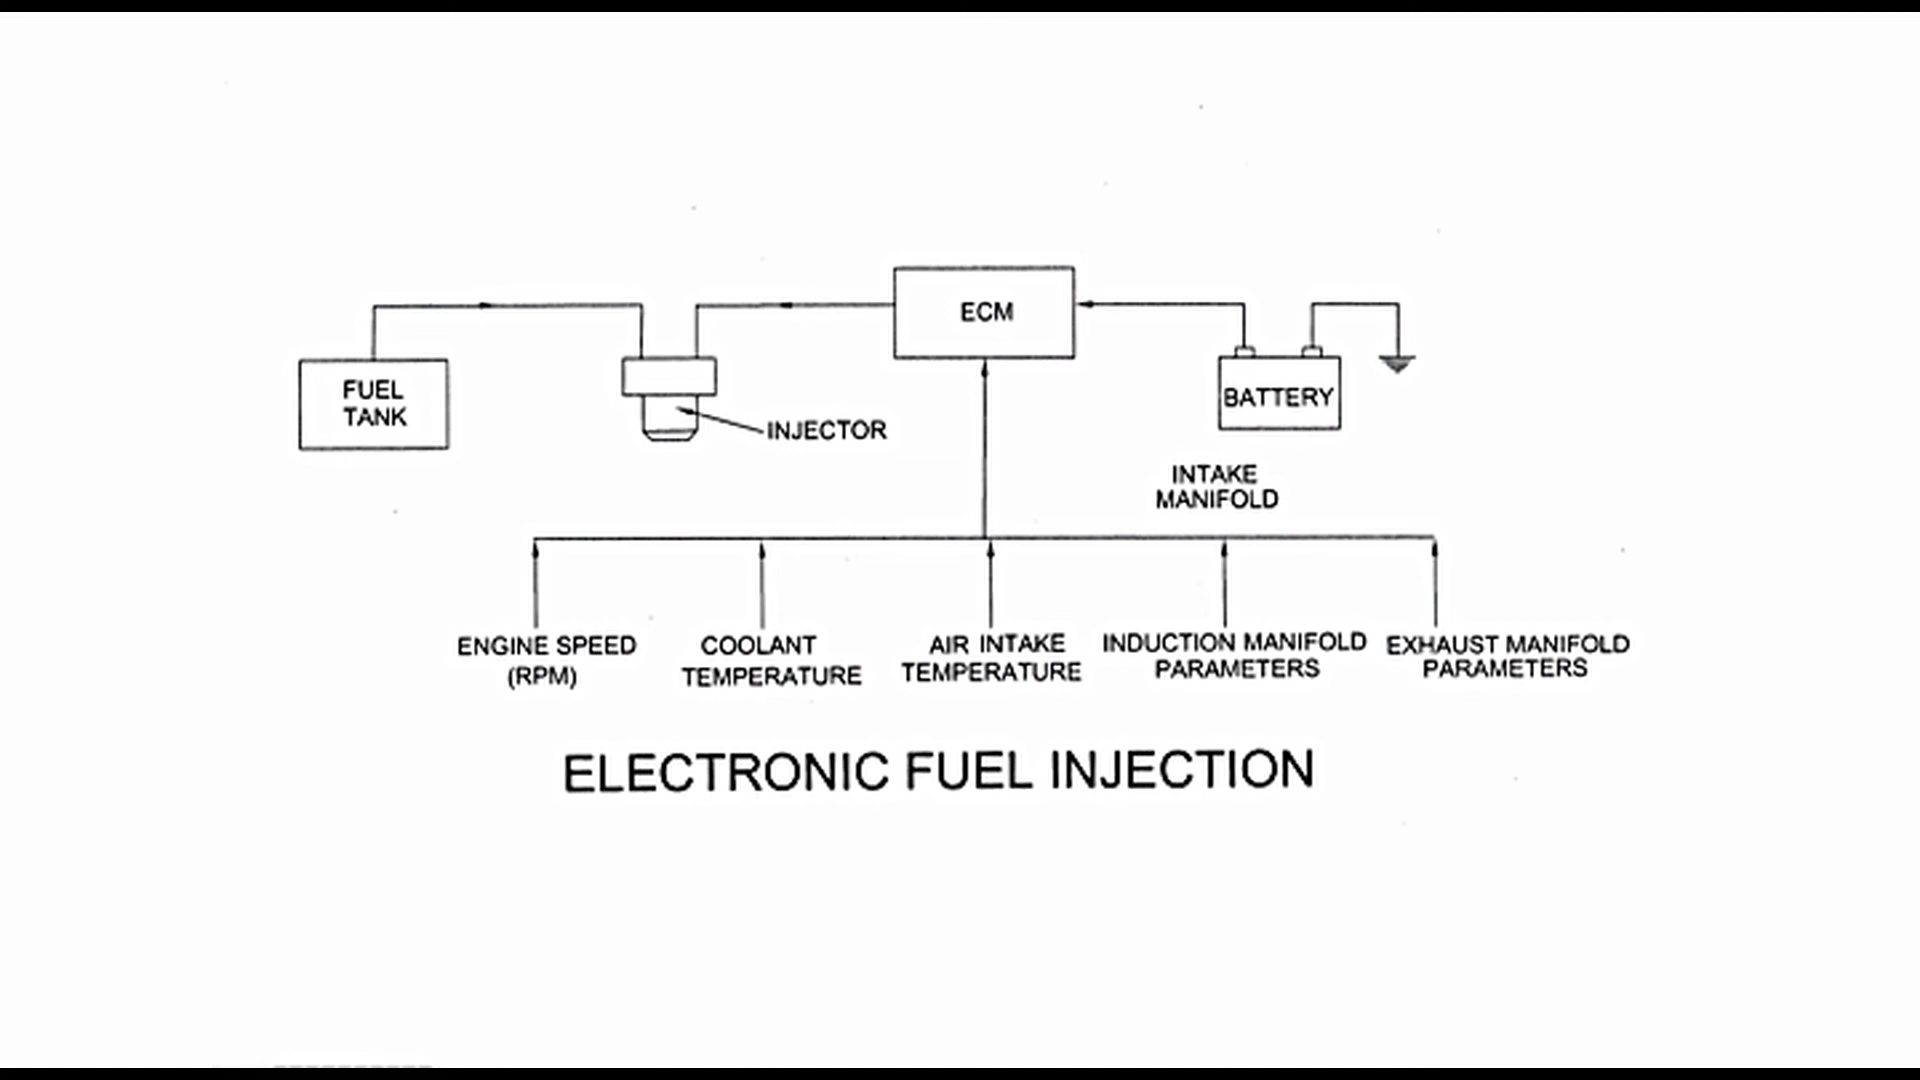 ECM
FUEL
TANK
BATTERY
INJECTOR
INTAKE
MANIFOLD
ENGINE SPEED
(RPM)
COOLANT
TEMPERATURE
AIR INTAKE
TEMPERATURE
INDUCTION MANIFOLD
PARAMETERS
EXHAUST MANIFOLD
PARAMETERS
ELECTRONIC FUEL INJECTION